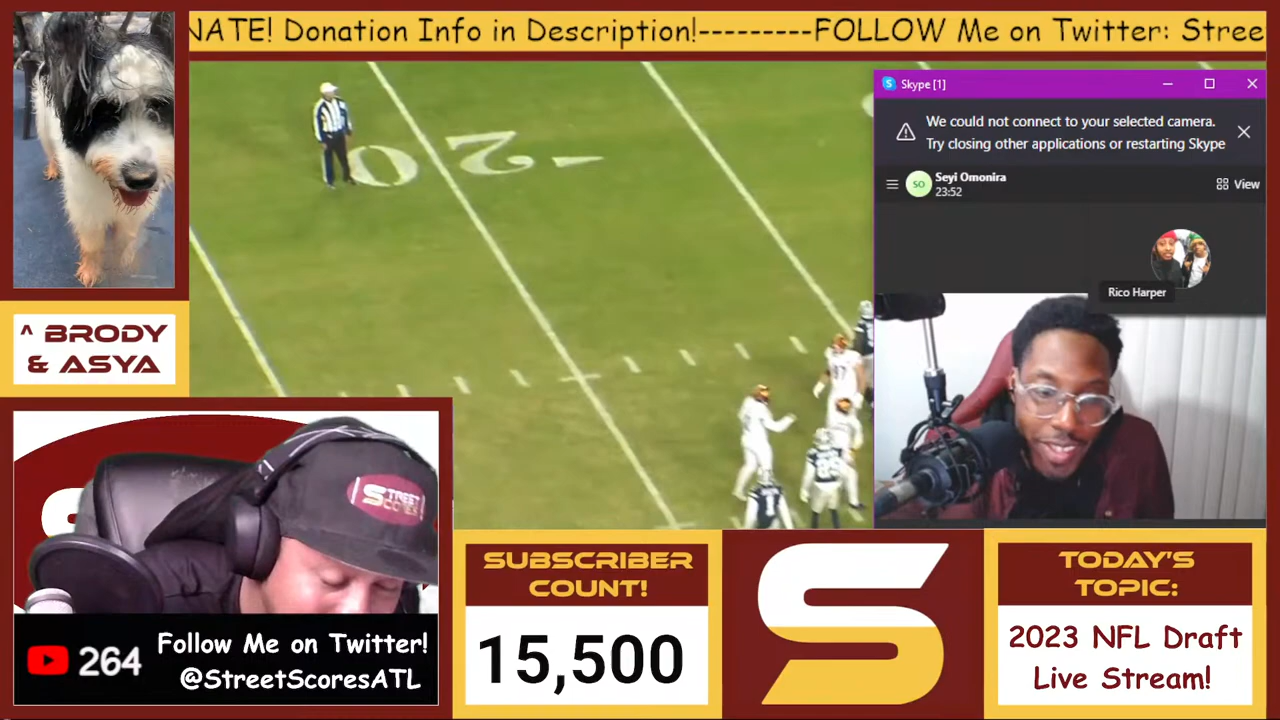 NATE! Donation Info in Description!---------FOLLOW Me on Twitter: Stree
Skype [1]
We could not connect to your selected camera.
Try closing other applications or restarting Skype
SO
Seyi Omonira
23:52
View
Rico Harper
20
^ BRODY
& ASYA
STREET
SCORES
264
Follow Me on Twitter!
@StreetScoresATL
SUBSCRIBER
COUNT!
15,500
S
TODAY'S
TOPIC:
2023 NFL Draft
Live Stream!
97
1